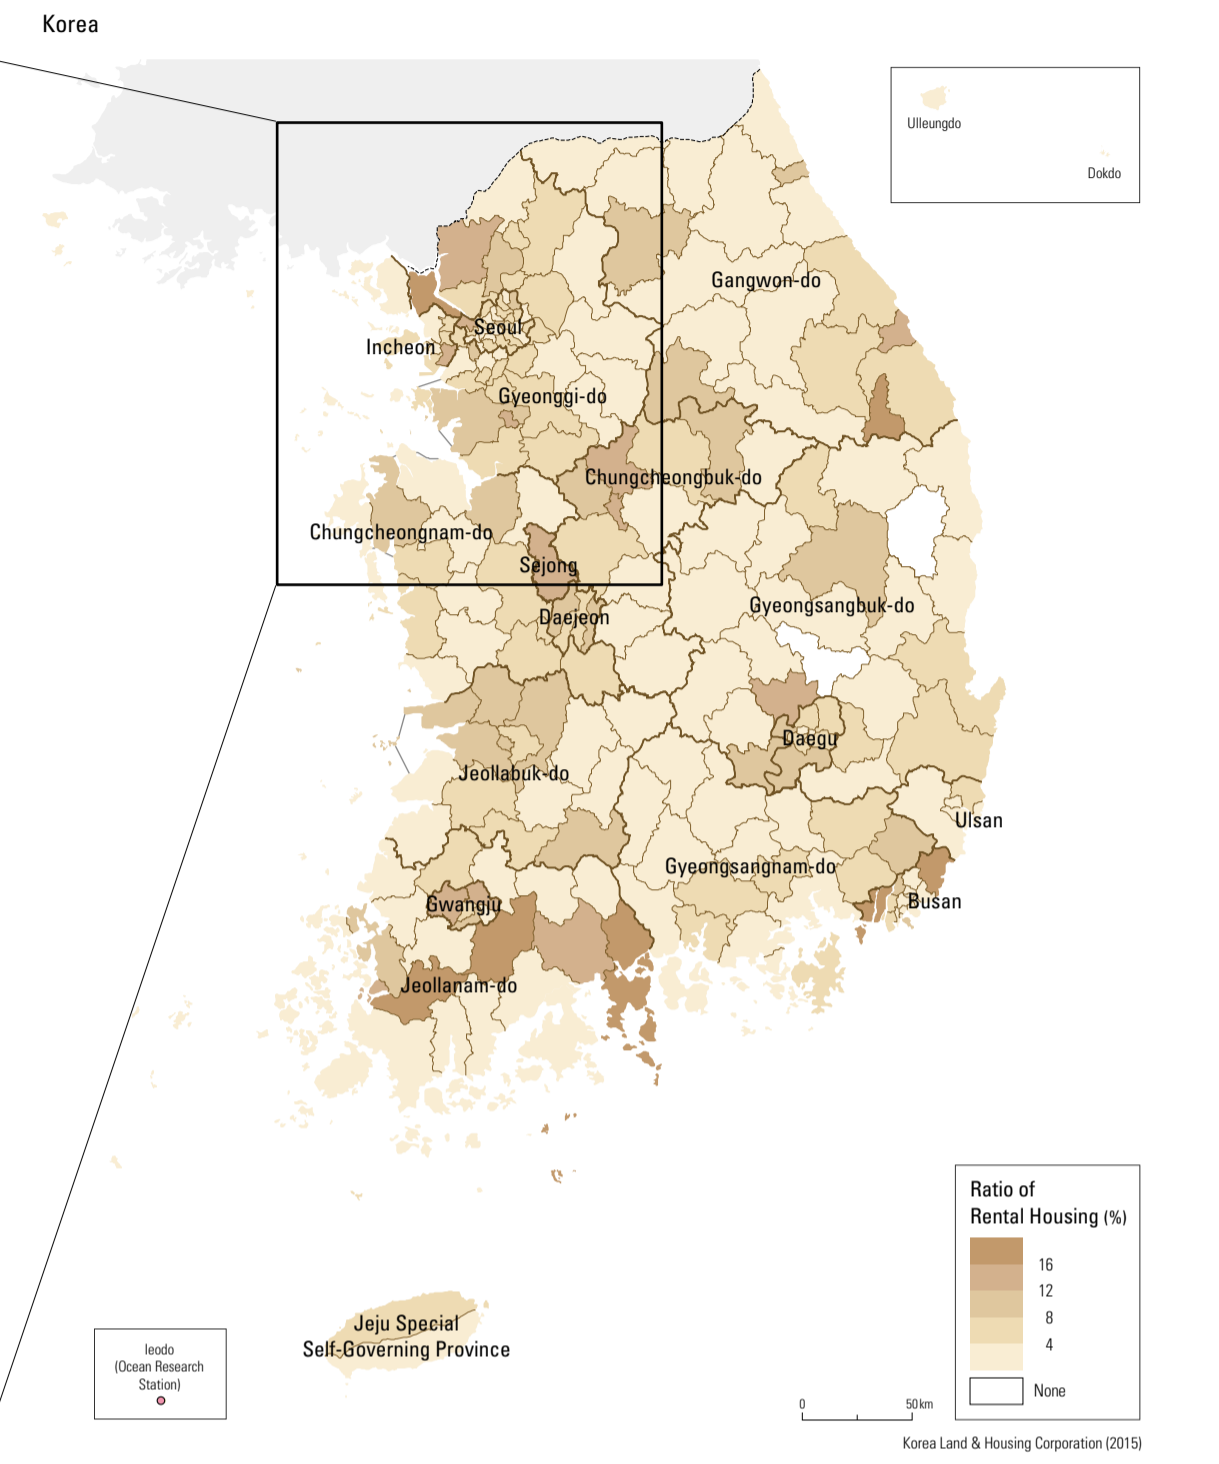 Korea
Ulleungdo
Dokdo
Gangwon-do
Seoul
Incheon
Gyeonggi-do
Chungcheongbuk-do
Chungcheongnam-do
Sejong
Gyeongsangbuk-do
Daejeon
Daegu
Jeollabuk-do
Ulsan
Gyeongsangnam-do
Busan
Gwangju
Jeollanam-do
Jeju Special
Self-Governing Province
Ieodo
(Ocean Research
Station)
Ratio of
Rental Housing (%)
16
12
8
4
None
0 50 km
Korea Land & Housing Corporation (2015)